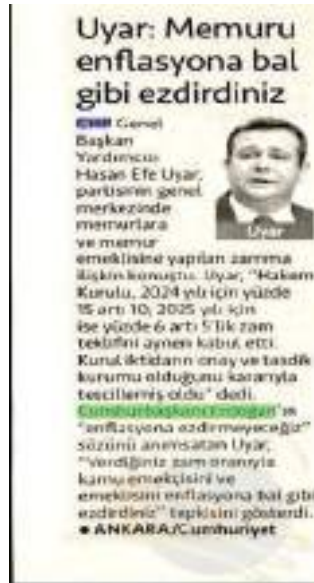 Uyar: Memuru
enflasyona bal
gibi ezdirdiniz
Genel
Başkan
Yardımcısı
Hasan Efe Uyar,
partisinin genel
merkezinde
memurlara
ve memur
Uyar
emeklisine yapılan zamma
ilişkin konuştu. Uyar, "Hakem
Kurulu, 2024 yılı için yüzde
15 artı 10, 2025 yılı için
ise yüzde 6 artı 5'lik zam
teklifini aynen kabul etti.
Kurul iktidarın onay ve tasdik
kurumu olduğunu kararıyla
tescillemiş oldu" dedi.
Cumhurbaşkanı Erdoğan'ın
"enflasyona ezdirmeyeceğiz"
sözünü anımsatan Uyar,
"Verdiğiniz zam oranıyla
kamu emekçisini ve
emeklisini enflasyona bal gibi
ezdirdiniz" tepkisini gösterdi.
● ANKARA/Cumhuriyet